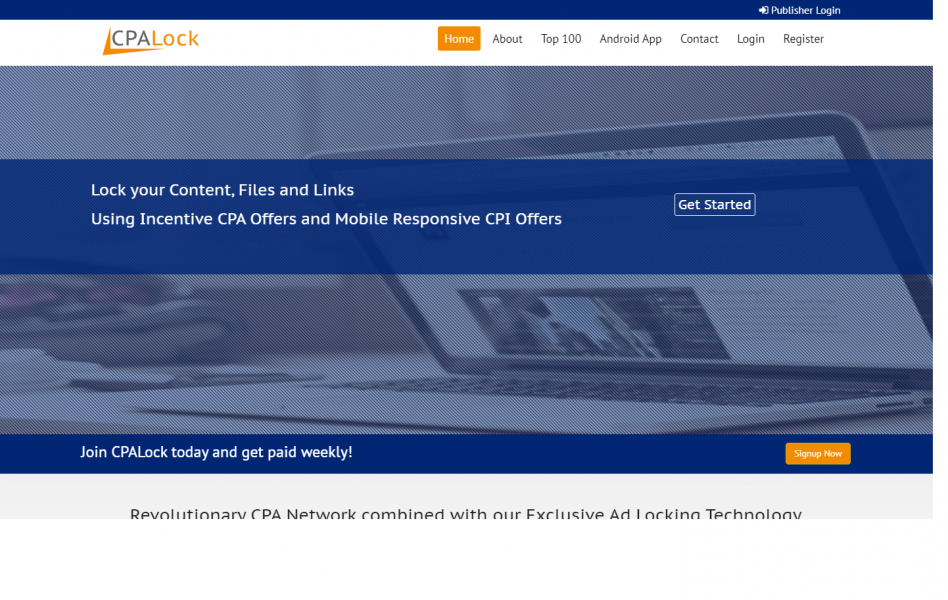 Publisher Login
CPALock
Home About Top 100 Android App Contact Login Register
Lock your Content, Files and Links
Using Incentive CPA Offers and Mobile Responsive CPI Offers
Get Started
Join CPALock today and get paid weekly!
Signup Now
Revolutionary CPA Network combined with our Exclusive Ad Locking Technology